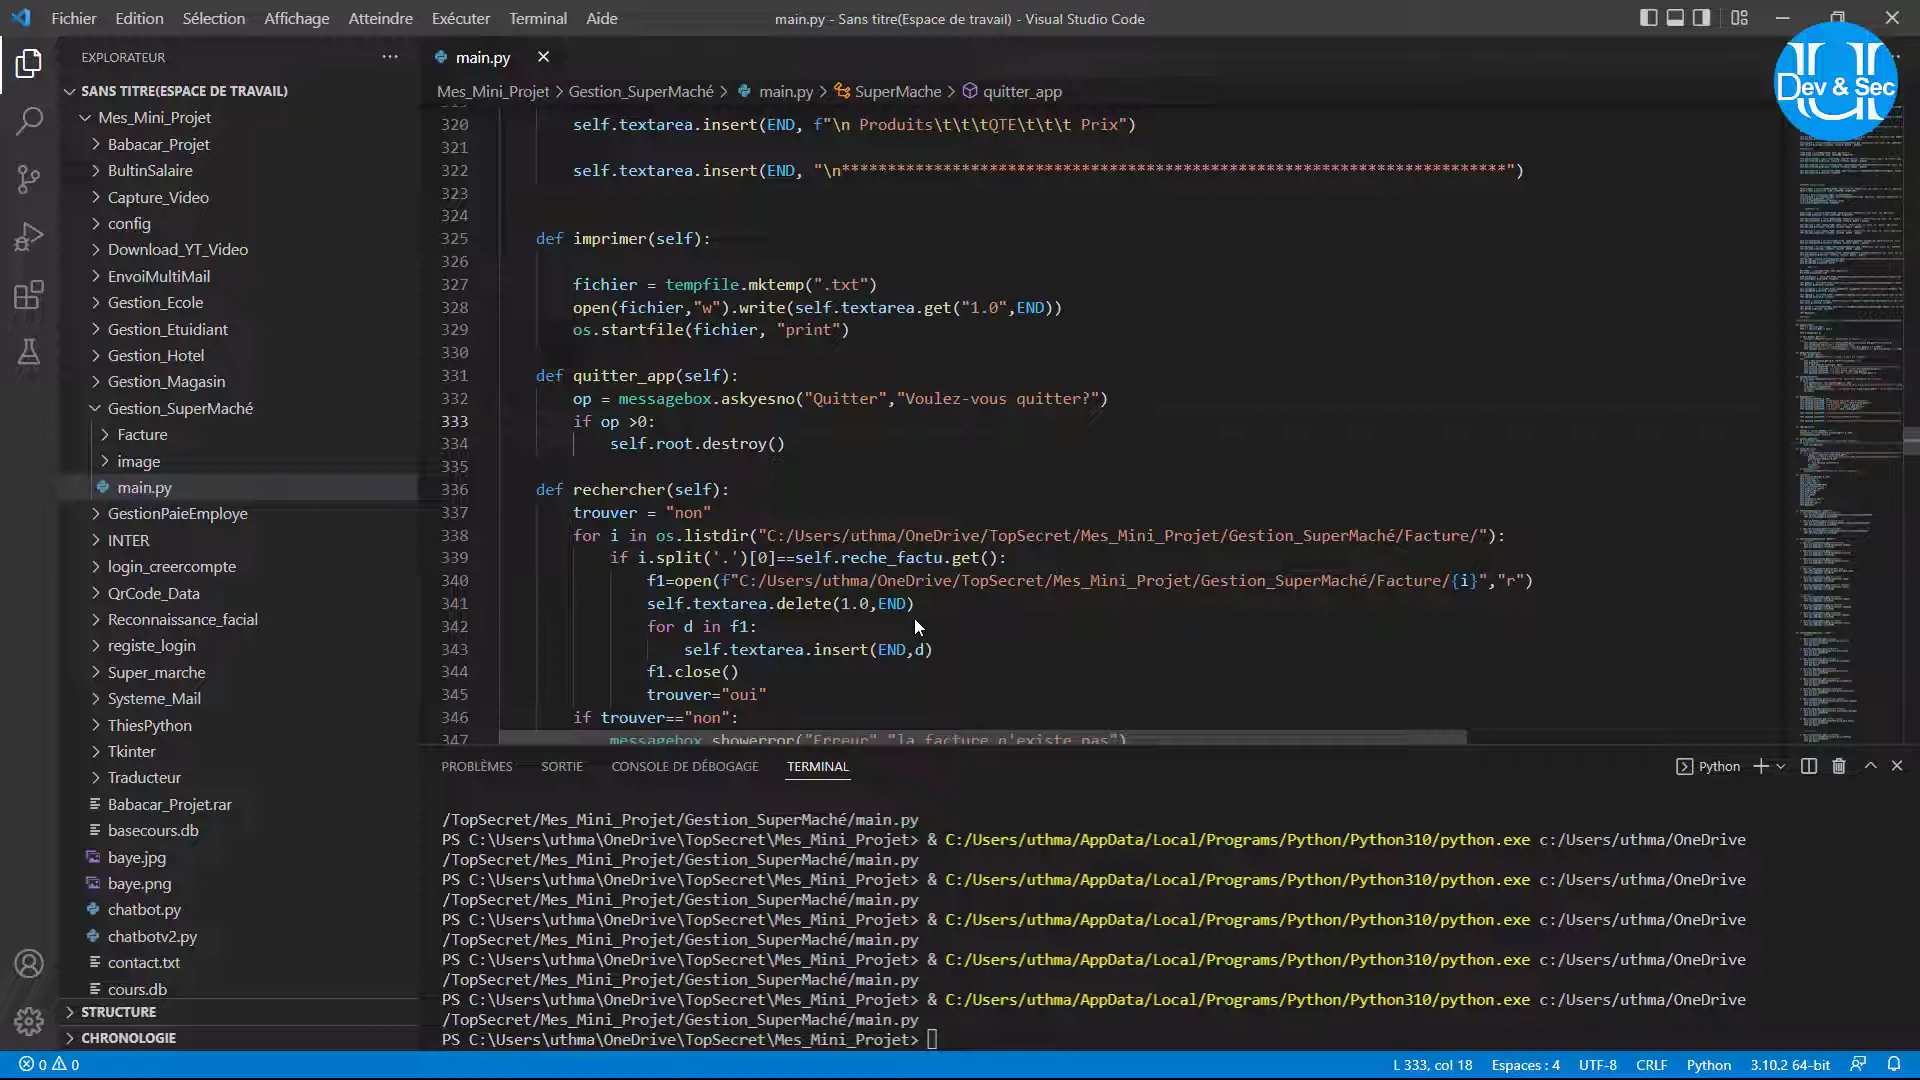 Fichier Edition Sélection Affichage Atteindre Exécuter Terminal Aide main.py - Sans titre(Espace de travail) - Visual Studio Code
Dev & Sec
EXPLORATEUR
SANS TITRE(ESPACE DE TRAVAIL)
Mes_Mini_Projet
Babacar_Projet
BultinSalaire
Capture_Video
config
Download_YT_Video
EnvoiMultiMail
Gestion_Ecole
Gestion_Etuidiant
Gestion_Hotel
Gestion_Magasin
Gestion_SuperMaché
Facture
image
main.py
GestionPaieEmploye
INTER
login_creercompte
QrCode_Data
Reconnaissance_facial
registe_login
Super_marche
Systeme_Mail
ThiesPython
Tkinter
Traducteur
Babacar_Projet.rar
basecours.db
baye.jpg
baye.png
chatbot.py
chatbotv2.py
contact.txt
cours.db
STRUCTURE
CHRONOLOGIE
main.py
Mes_Mini_Projet > Gestion_SuperMaché > main.py > SuperMache > quitter_app
320 self.textarea.insert(END, f"\n Produits\t\t\tQTE\t\t\t Prix")
321
322 self.textarea.insert(END, "\n************************************************************************")
323
324
325 def imprimer(self):
326
327 fichier = tempfile.mktemp(".txt")
328 open(fichier,"w").write(self.textarea.get("1.0",END))
329 os.startfile(fichier, "print")
330
331 def quitter_app(self):
332 op = messagebox.askyesno("Quitter","Voulez-vous quitter?")
333 if op >0:
334 self.root.destroy()
335
336 def rechercher(self):
337 trouver = "non"
338 for i in os.listdir("C:/Users/uthma/OneDrive/TopSecret/Mes_Mini_Projet/Gestion_SuperMaché/Facture/"):
339 if i.split('.')[0]==self.reche_factu.get():
340 f1=open(f"C:/Users/uthma/OneDrive/TopSecret/Mes_Mini_Projet/Gestion_SuperMaché/Facture/{i}","r")
341 self.textarea.delete(1.0,END)
342 for d in f1:
343 self.textarea.insert(END,d)
344 f1.close()
345 trouver="oui"
346 if trouver=="non":
347 messagebox.showerror("Erreur","la facture n'existe pas")
PROBLÈMES SORTIE CONSOLE DE DÉBOGAGE TERMINAL Python
/TopSecret/Mes_Mini_Projet/Gestion_SuperMaché/main.py
PS C:\Users\uthma\OneDrive\TopSecret\Mes_Mini_Projet> & C:/Users/uthma/AppData/Local/Programs/Python/Python310/python.exe c:/Users/uthma/OneDrive
/TopSecret/Mes_Mini_Projet/Gestion_SuperMaché/main.py
PS C:\Users\uthma\OneDrive\TopSecret\Mes_Mini_Projet> & C:/Users/uthma/AppData/Local/Programs/Python/Python310/python.exe c:/Users/uthma/OneDrive
/TopSecret/Mes_Mini_Projet/Gestion_SuperMaché/main.py
PS C:\Users\uthma\OneDrive\TopSecret\Mes_Mini_Projet> & C:/Users/uthma/AppData/Local/Programs/Python/Python310/python.exe c:/Users/uthma/OneDrive
/TopSecret/Mes_Mini_Projet/Gestion_SuperMaché/main.py
PS C:\Users\uthma\OneDrive\TopSecret\Mes_Mini_Projet> & C:/Users/uthma/AppData/Local/Programs/Python/Python310/python.exe c:/Users/uthma/OneDrive
/TopSecret/Mes_Mini_Projet/Gestion_SuperMaché/main.py
PS C:\Users\uthma\OneDrive\TopSecret\Mes_Mini_Projet> & C:/Users/uthma/AppData/Local/Programs/Python/Python310/python.exe c:/Users/uthma/OneDrive
/TopSecret/Mes_Mini_Projet/Gestion_SuperMaché/main.py
PS C:\Users\uthma\OneDrive\TopSecret\Mes_Mini_Projet>
0 0 L 333, col 18 Espaces : 4 UTF-8 CRLF Python 3.10.2 64-bit